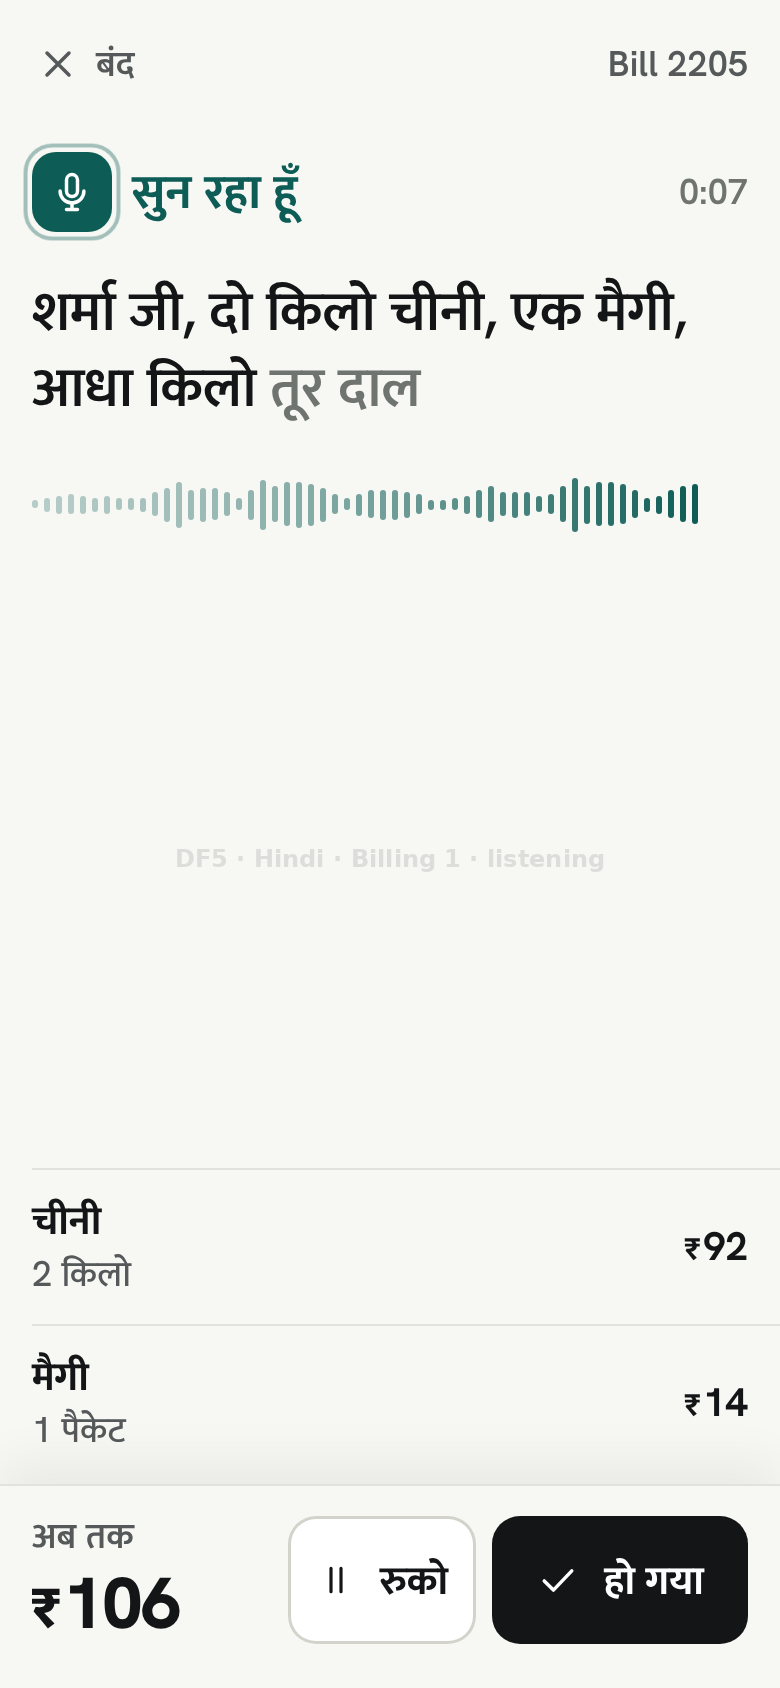 बंद
Bill 2205
सुन रहा हूँ
0:07
शर्मा जी, दो किलो चीनी, एक मैगी,
आधा किलो तूर दाल
DF5 · Hindi · Billing 1 · listening
चीनी
2 किलो
₹92
मैगी
1 पैकेट
₹14
अब तक
₹106
रुको
हो गया